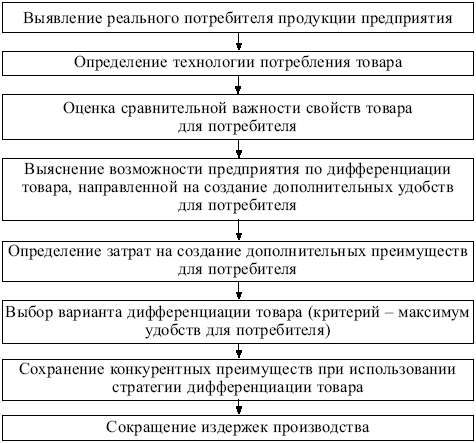 Выявление реального потребителя продукции предприятия
Определение технологии потребления товара
Оценка сравнительной важности свойств товара
для потребителя
Выяснение возможности предприятия по дифференциации
товара, направленной на создание дополнительных удобств
для потребителя
Определение затрат на создание дополнительных преимуществ
для потребителя
Выбор варианта дифференциации товара (критерий – максимум
удобств для потребителя)
Сохранение конкурентных преимуществ при использовании
стратегии дифференциации товара
Сокращение издержек производства